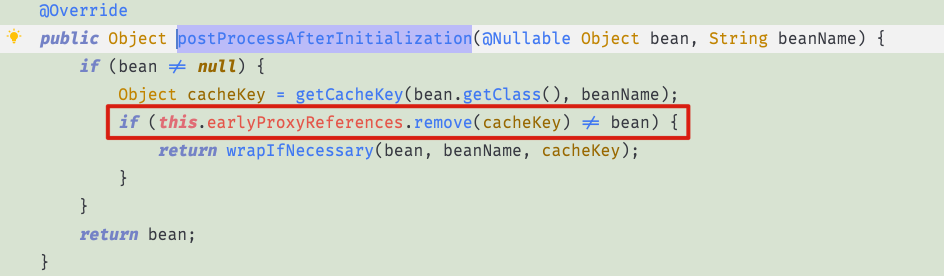 @Override
public Object postProcessAfterInitialization(@Nullable Object bean, String beanName) {
if (bean ≠ null) {
Object cacheKey = getCacheKey(bean.getClass(), beanName);
if (this.earlyProxyReferences.remove(cacheKey) ≠ bean) {
return wrapIfNecessary(bean, beanName, cacheKey);
}
}
return bean;
}